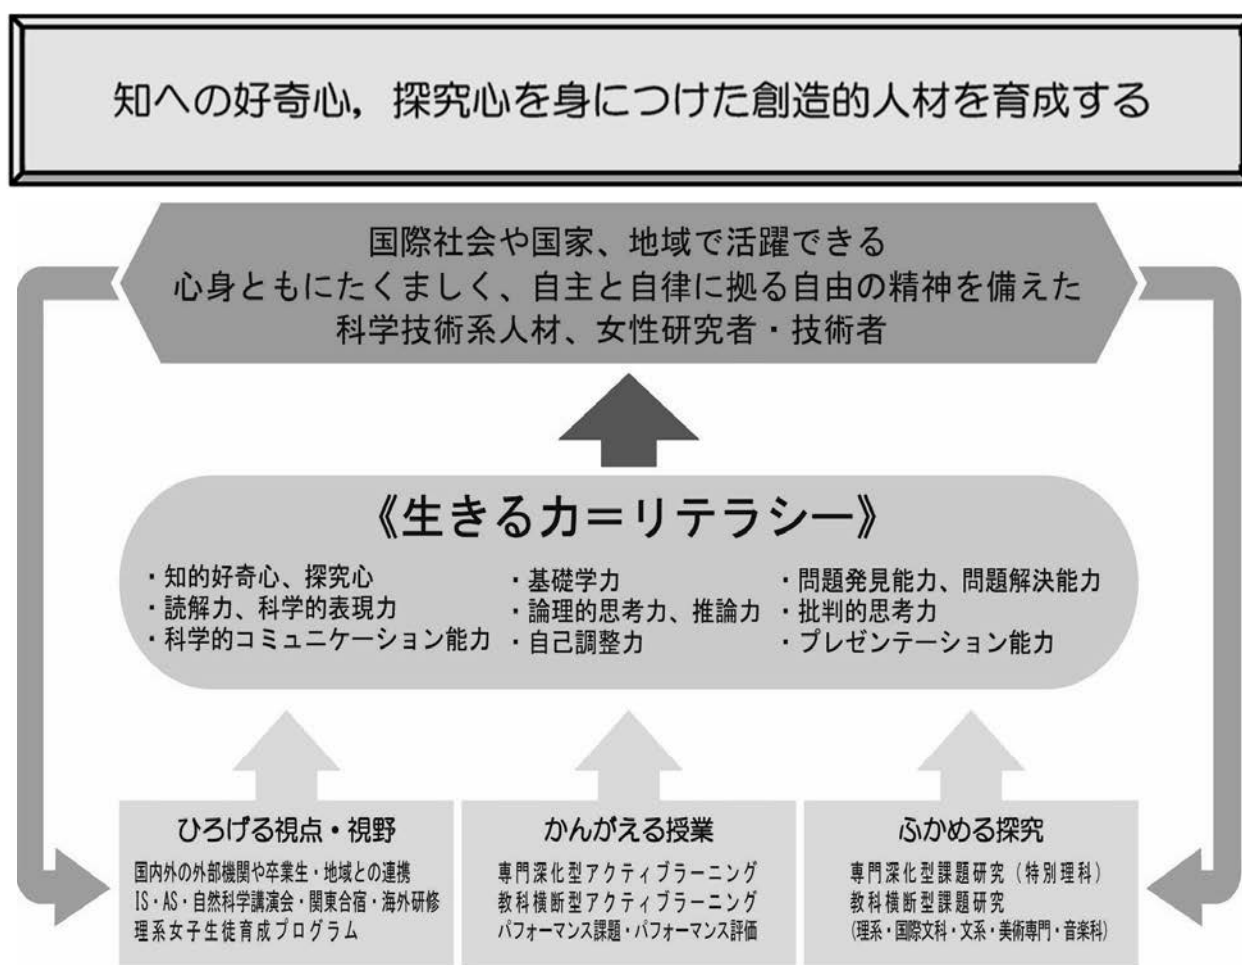 知への好奇心，探究心を身につけた創造的人材を育成する
国際社会や国家、地域で活躍できる
心身ともにたくましく、自主と自律に拠る自由の精神を備えた
科学技術系人材、女性研究者・技術者
《生きる力＝リテラシー》
・知的好奇心、探究心
・読解力、科学的表現力
・科学的コミュニケーション能力
・基礎学力
・論理的思考力、推論力
・自己調整力
・問題発見能力、問題解決能力
・批判的思考力
・プレゼンテーション能力
ひろげる視点・視野
国内外の外部機関や卒業生・地域との連携
IS・AS・自然科学講演会・関東合宿・海外研修
理系女子生徒育成プログラム
かんがえる授業
専門深化型アクティブラーニング
教科横断型アクティブラーニング
パフォーマンス課題・パフォーマンス評価
ふかめる探究
専門深化型課題研究（特別理科）
教科横断型課題研究
（理系・国際文科・文系・美術専門・音楽科）